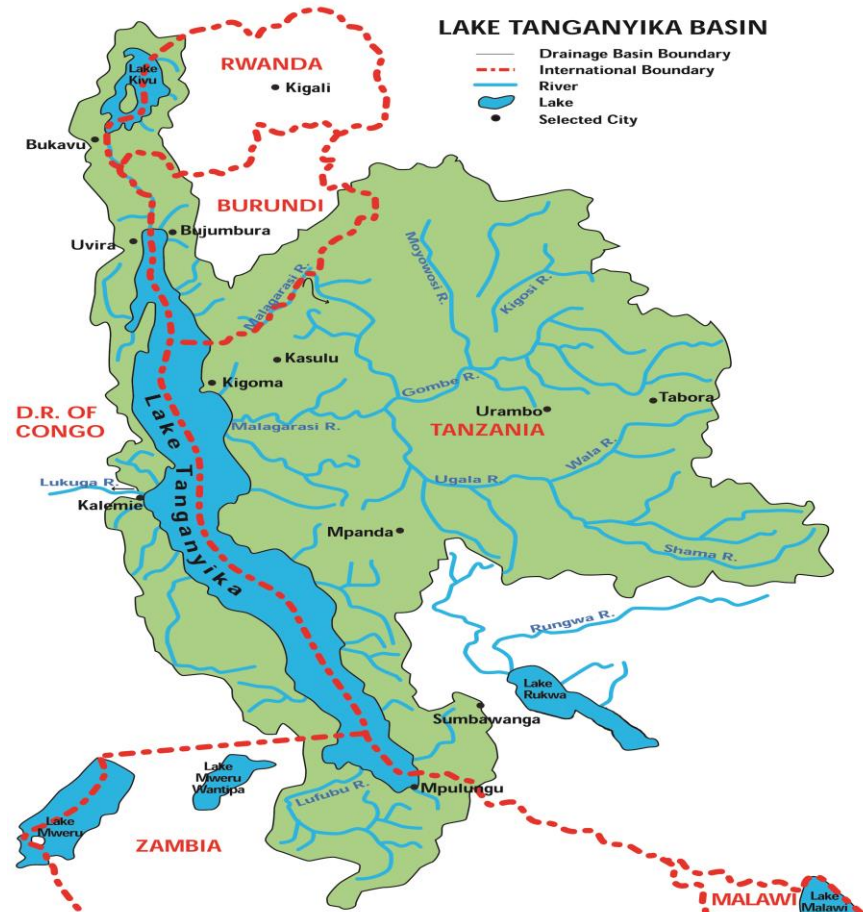 LAKE TANGANYIKA BASIN
Drainage Basin Boundary
International Boundary
River
Lake
Selected City
Lake
Kivu
RWANDA
Kigali
Bukavu
BURUNDI
Bujumbura
Uvira
Malagarasi R.
Moyowosi R.
Kigosi R.
Kasulu
Kigoma
Gombe R.
Urambo
Tabora
D.R. OF
CONGO
Lake Tanganyika
Malagarasi R.
TANZANIA
Wala R.
Lukuga R.
Ugala R.
Kalemie
Mpanda
Shama R.
Rungwa R.
Lake
Rukwa
Sumbawanga
Lake
Mweru
Wantipa
Mpulungu
Lufubu R.
Lake
Mweru
ZAMBIA
MALAWI
Lake
Malawi